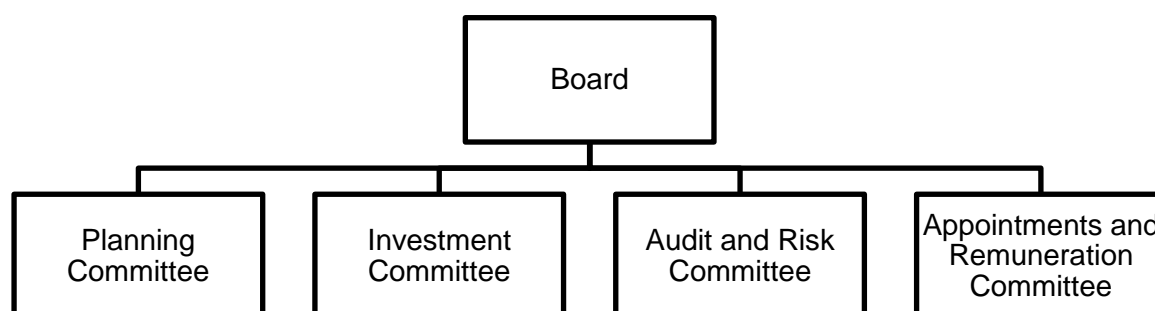 Board
Planning
Committee
Investment
Committee
Audit and Risk
Committee
Appointments and
Remuneration
Committee